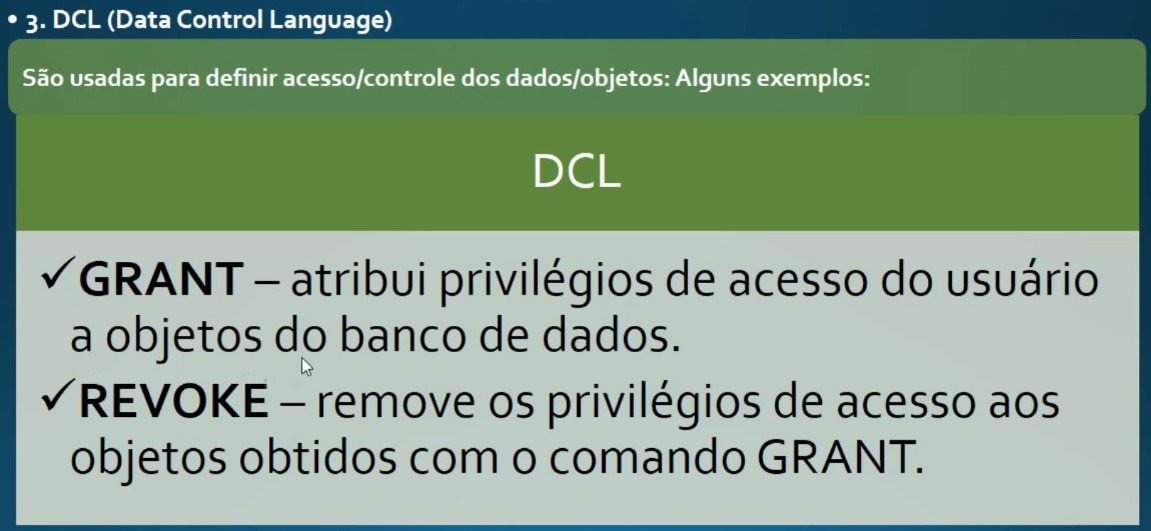 • 3. DCL (Data Control Language)
São usadas para definir acesso/controle dos dados/objetos: Alguns exemplos:
DCL
✓GRANT – atribui privilégios de acesso do usuário
a objetos do banco de dados.
✓REVOKE – remove os privilégios de acesso aos
objetos obtidos com o comando GRANT.